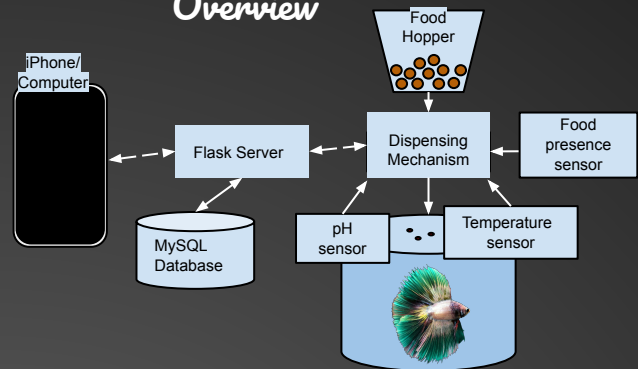 Overview
Food
Hopper
iPhone/
Computer
Flask Server
Dispensing
Mechanism
Food
presence
sensor
MySQL
Database
pH
sensor
Temperature
sensor